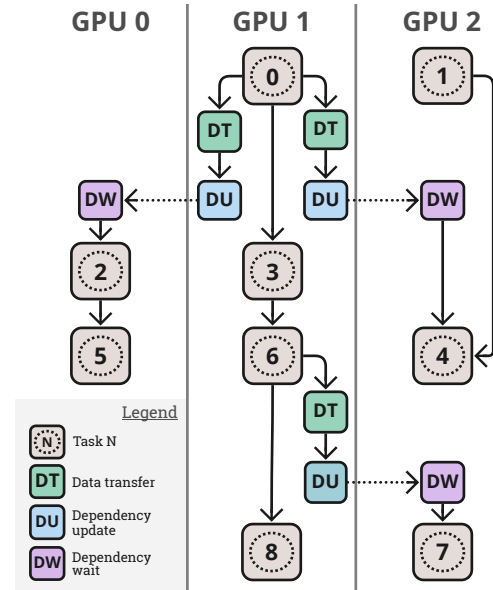 GPU 0 GPU 1 GPU 2
0 1
DT DT
DW DU DU DW
2 3
5 6 4
DT
DU DW
8 7
Legend
N Task N
DT Data transfer
DU Dependency
update
DW Dependency
wait